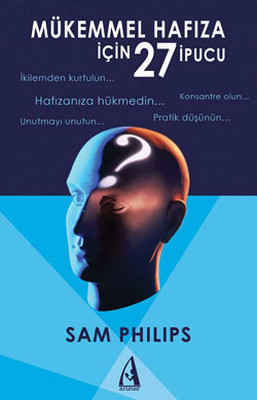 MÜKEMMEL HAFIZA
İÇİN 27 İPUCU
İkilemden kurtulun...
Konsantre olun...
Hafızanıza hükmedin...
Unutmayı unutun...
Pratik düşünün...
?
SAM PHILIPS